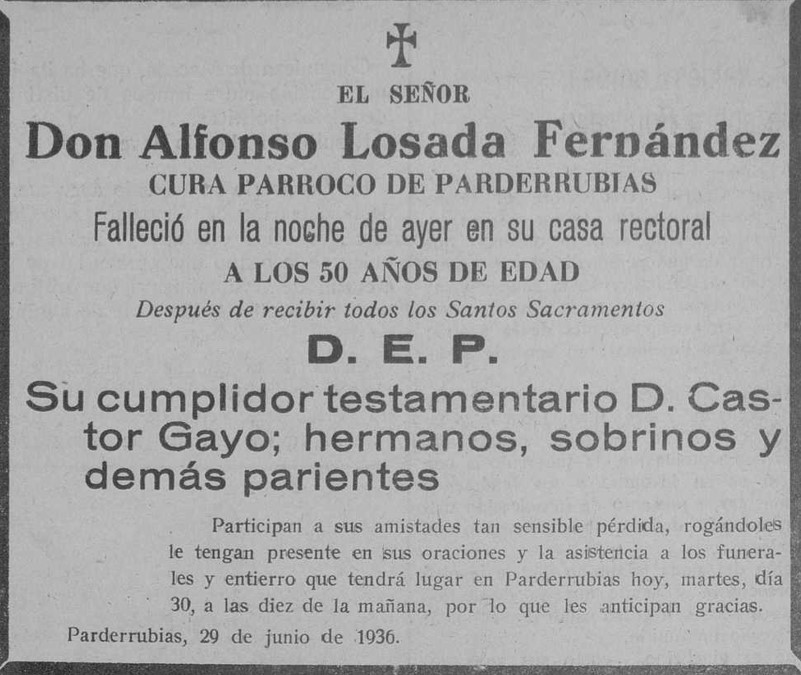 EL SEÑOR
Don Alfonso Losada Fernández
CURA PARROCO DE PARDERRUBIAS
Falleció en la noche de ayer en su casa rectoral
A LOS 50 AÑOS DE EDAD
Después de recibir todos los Santos Sacramentos
D. E. P.
Su cumplidor testamentario D. Cas-
tor Gayo; hermanos, sobrinos y
demás parientes
Participan a sus amistades tan sensible pérdida, rogándoles
le tengan presente en sus oraciones y la asistencia a los funera-
les y entierro que tendrá lugar en Parderrubias hoy, martes, día
30, a las diez de la mañana, por lo que les anticipan gracias.
Parderrubias, 29 de junio de 1936.